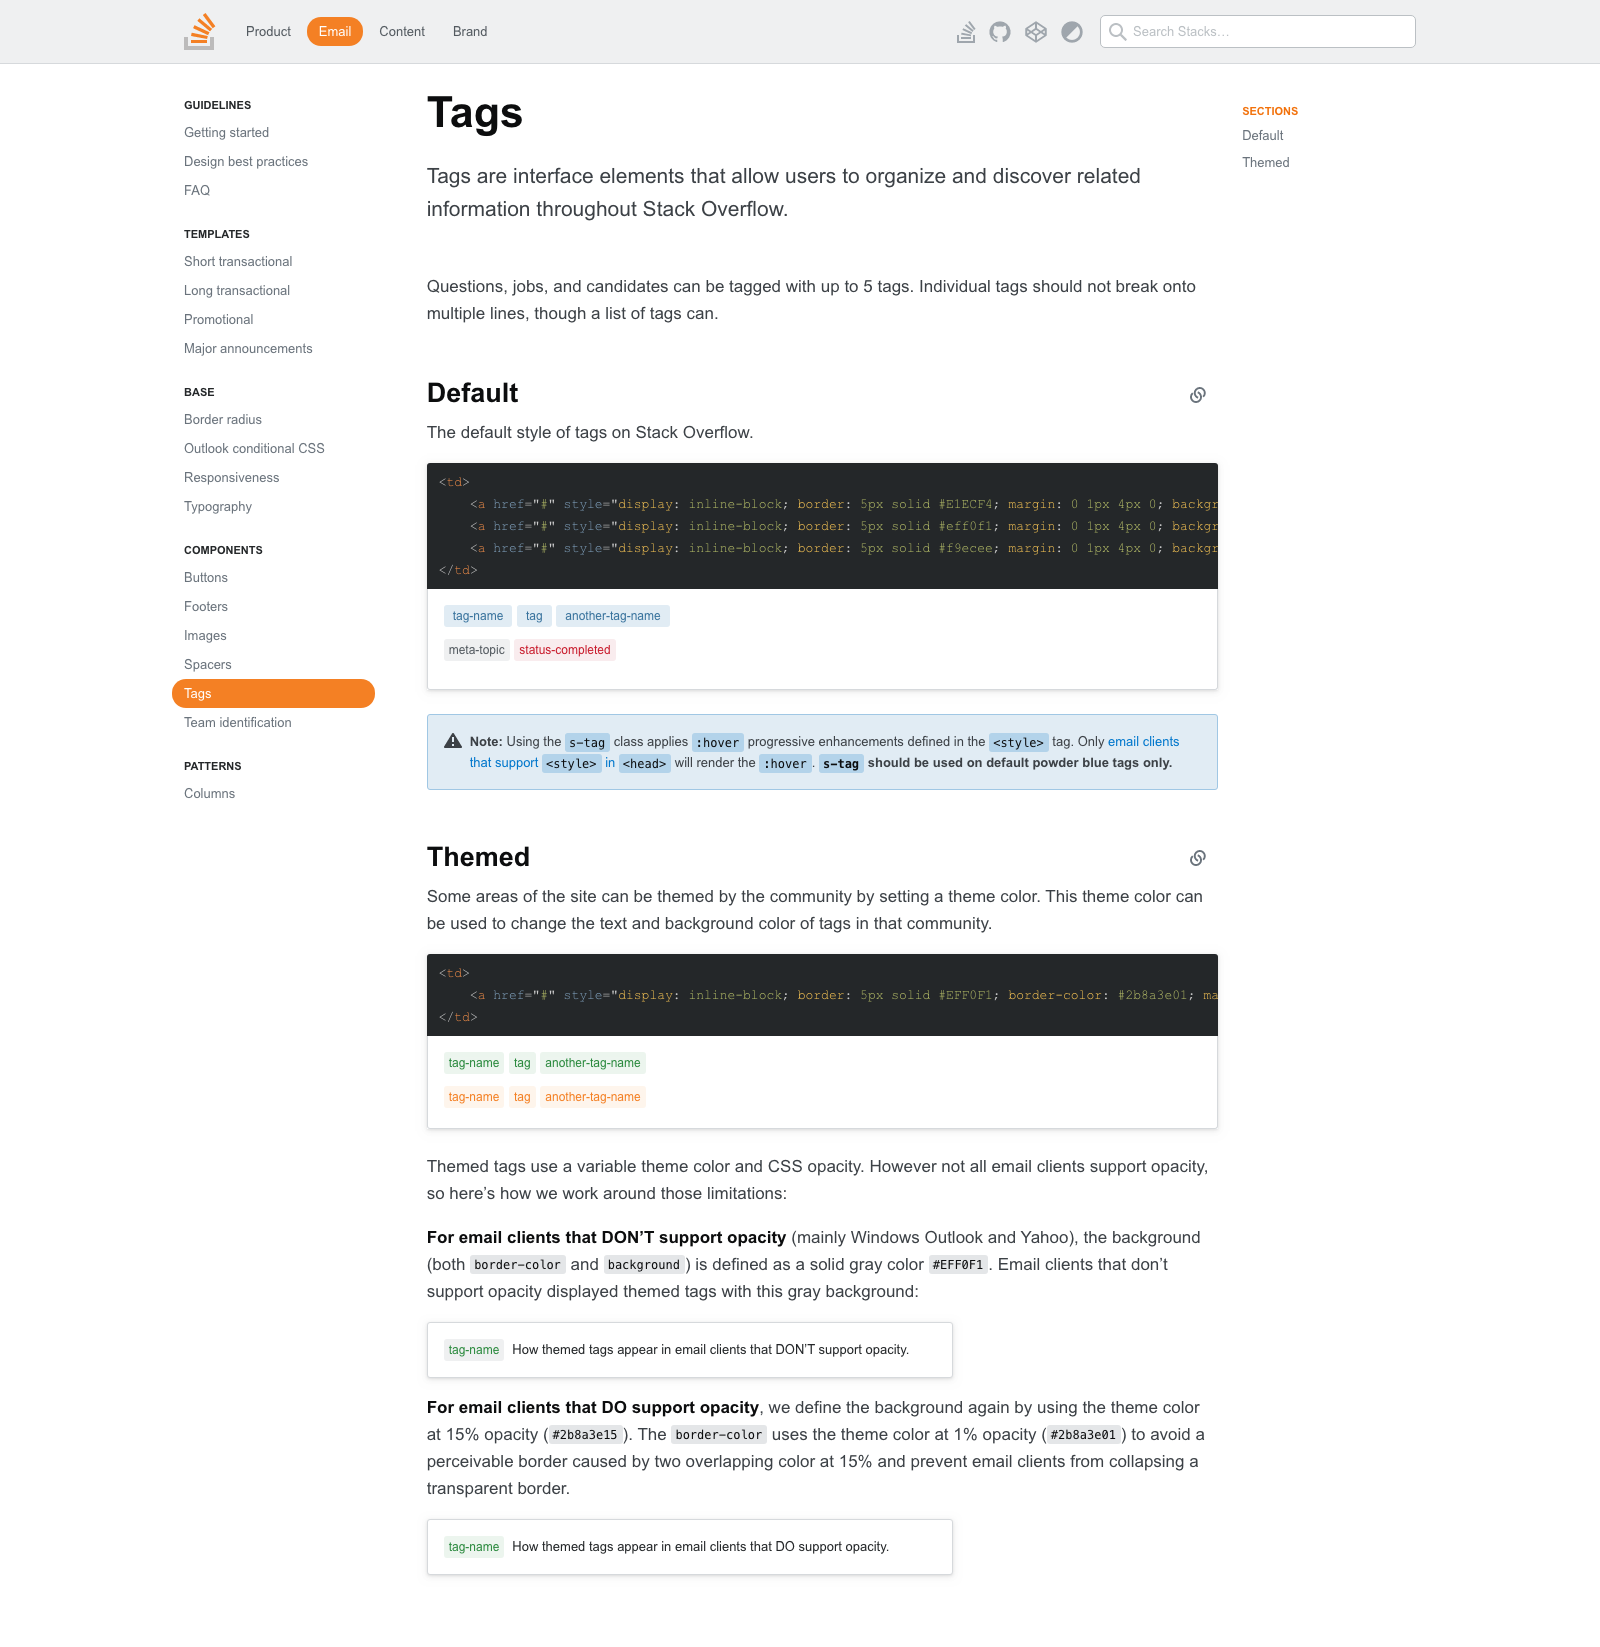 Product Email Content Brand Search Stacks...
GUIDELINES
Getting started
Design best practices
FAQ
TEMPLATES
Short transactional
Long transactional
Promotional
Major announcements
BASE
Border radius
Outlook conditional CSS
Responsiveness
Typography
COMPONENTS
Buttons
Footers
Images
Spacers
Tags
Team identification
PATTERNS
Columns
Tags
Tags are interface elements that allow users to organize and discover related
information throughout Stack Overflow.
Questions, jobs, and candidates can be tagged with up to 5 tags. Individual tags should not break onto
multiple lines, though a list of tags can.
Default
The default style of tags on Stack Overflow.
<td>
<a href="#" style="display: inline-block; border: 5px solid #E1ECF4; margin: 0 1px 4px 0; backgr
<a href="#" style="display: inline-block; border: 5px solid #eff0f1; margin: 0 1px 4px 0; backgr
<a href="#" style="display: inline-block; border: 5px solid #f9ecee; margin: 0 1px 4px 0; backgr
</td>
tag-name tag another-tag-name
meta-topic status-completed
Note: Using the s-tag class applies :hover progressive enhancements defined in the <style> tag. Only email clients
that support <style> in <head> will render the :hover. s-tag should be used on default powder blue tags only.
Themed
Some areas of the site can be themed by the community by setting a theme color. This theme color can
be used to change the text and background color of tags in that community.
<td>
<a href="#" style="display: inline-block; border: 5px solid #EFF0F1; border-color: #2b8a3e01; ma
</td>
tag-name tag another-tag-name
tag-name tag another-tag-name
Themed tags use a variable theme color and CSS opacity. However not all email clients support opacity,
so here’s how we work around those limitations:
For email clients that DON’T support opacity (mainly Windows Outlook and Yahoo), the background
(both border-color and background) is defined as a solid gray color #EFF0F1. Email clients that don’t
support opacity displayed themed tags with this gray background:
tag-name How themed tags appear in email clients that DON’T support opacity.
For email clients that DO support opacity, we define the background again by using the theme color
at 15% opacity (#2b8a3e15). The border-color uses the theme color at 1% opacity (#2b8a3e01) to avoid a
perceivable border caused by two overlapping color at 15% and prevent email clients from collapsing a
transparent border.
tag-name How themed tags appear in email clients that DO support opacity.
SECTIONS
Default
Themed